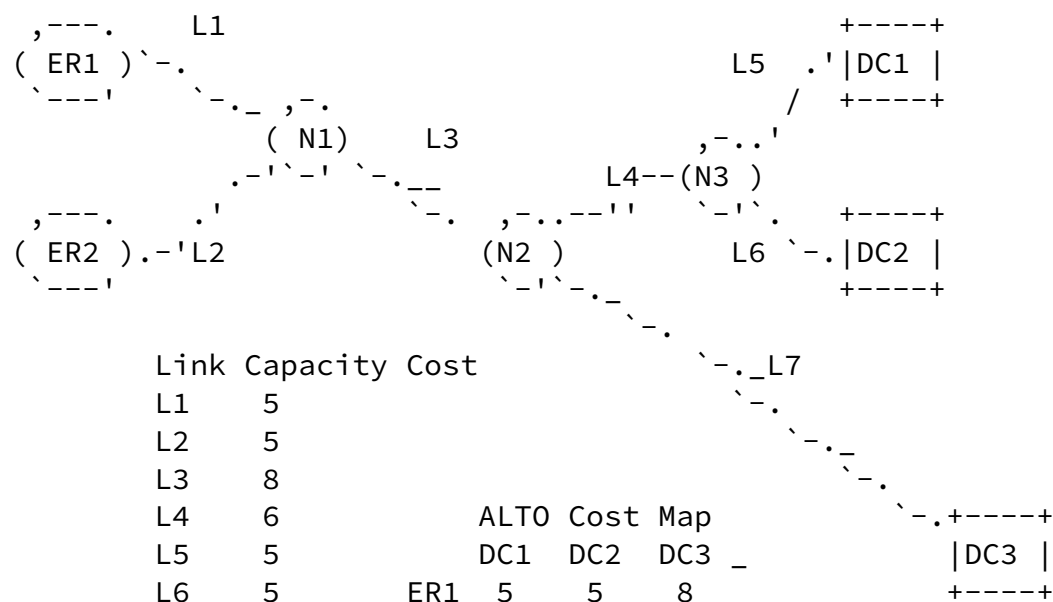 L1
ER1 L5 DC1
N1 L3
L4 N3
ER2 L2 N2 L6 DC2
Link Capacity Cost L7
L1 5
L2 5
L3 8
L4 6 ALTO Cost Map
L5 5 DC1 DC2 DC3 _ DC3
L6 5 ER1 5 5 8